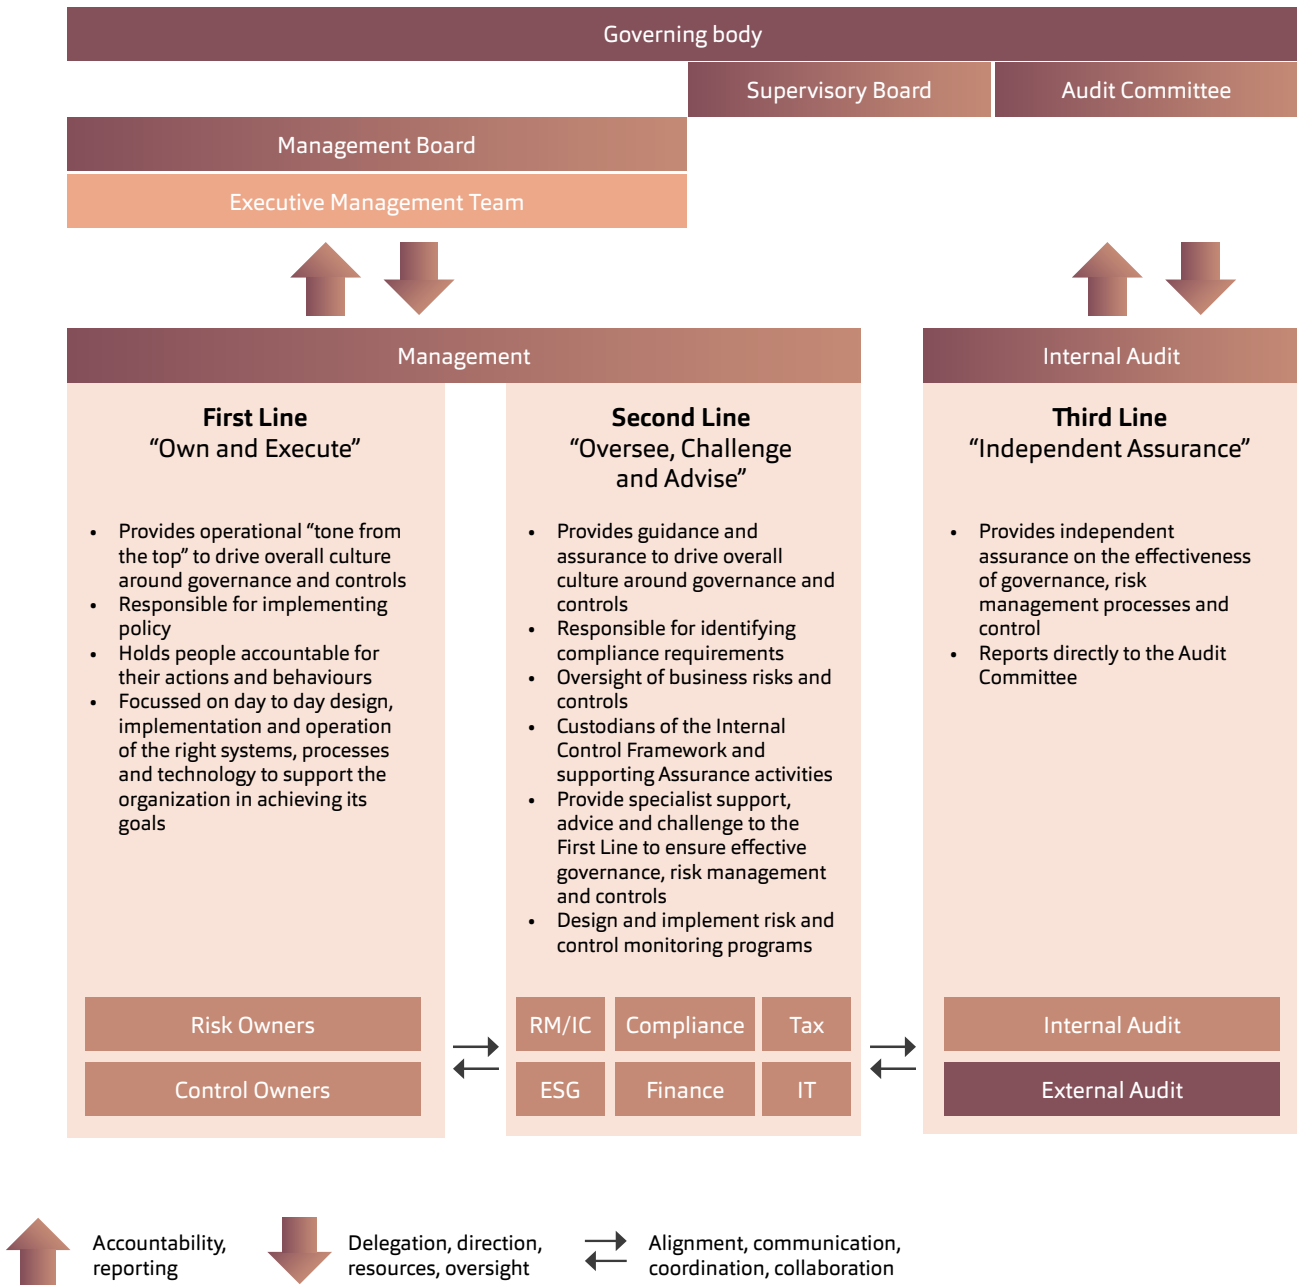 Governing body
Supervisory Board
Audit Committee
Management Board
Executive Management Team
Management
Internal Audit
First Line
“Own and Execute”
• Provides operational “tone from
the top” to drive overall culture
around governance and controls
• Responsible for implementing
policy
• Holds people accountable for
their actions and behaviours
• Focussed on day to day design,
implementation and operation
of the right systems, processes
and technology to support the
organization in achieving its
goals
Risk Owners
Control Owners
Second Line
“Oversee, Challenge
and Advise”
• Provides guidance and
assurance to drive overall
culture around governance and
controls
• Responsible for identifying
compliance requirements
• Oversight of business risks and
controls
• Custodians of the Internal
Control Framework and
supporting Assurance activities
• Provide specialist support,
advice and challenge to the
First Line to ensure effective
governance, risk management
and controls
• Design and implement risk and
control monitoring programs
RM/IC
Compliance
Tax
ESG
Finance
IT
Third Line
“Independent Assurance”
• Provides independent
assurance on the effectiveness
of governance, risk
management processes and
control
• Reports directly to the Audit
Committee
Internal Audit
External Audit
Accountability,
reporting
Delegation, direction,
resources, oversight
Alignment, communication,
coordination, collaboration